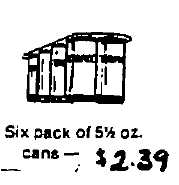 Six pack of 5½ oz.
cans — $2.39